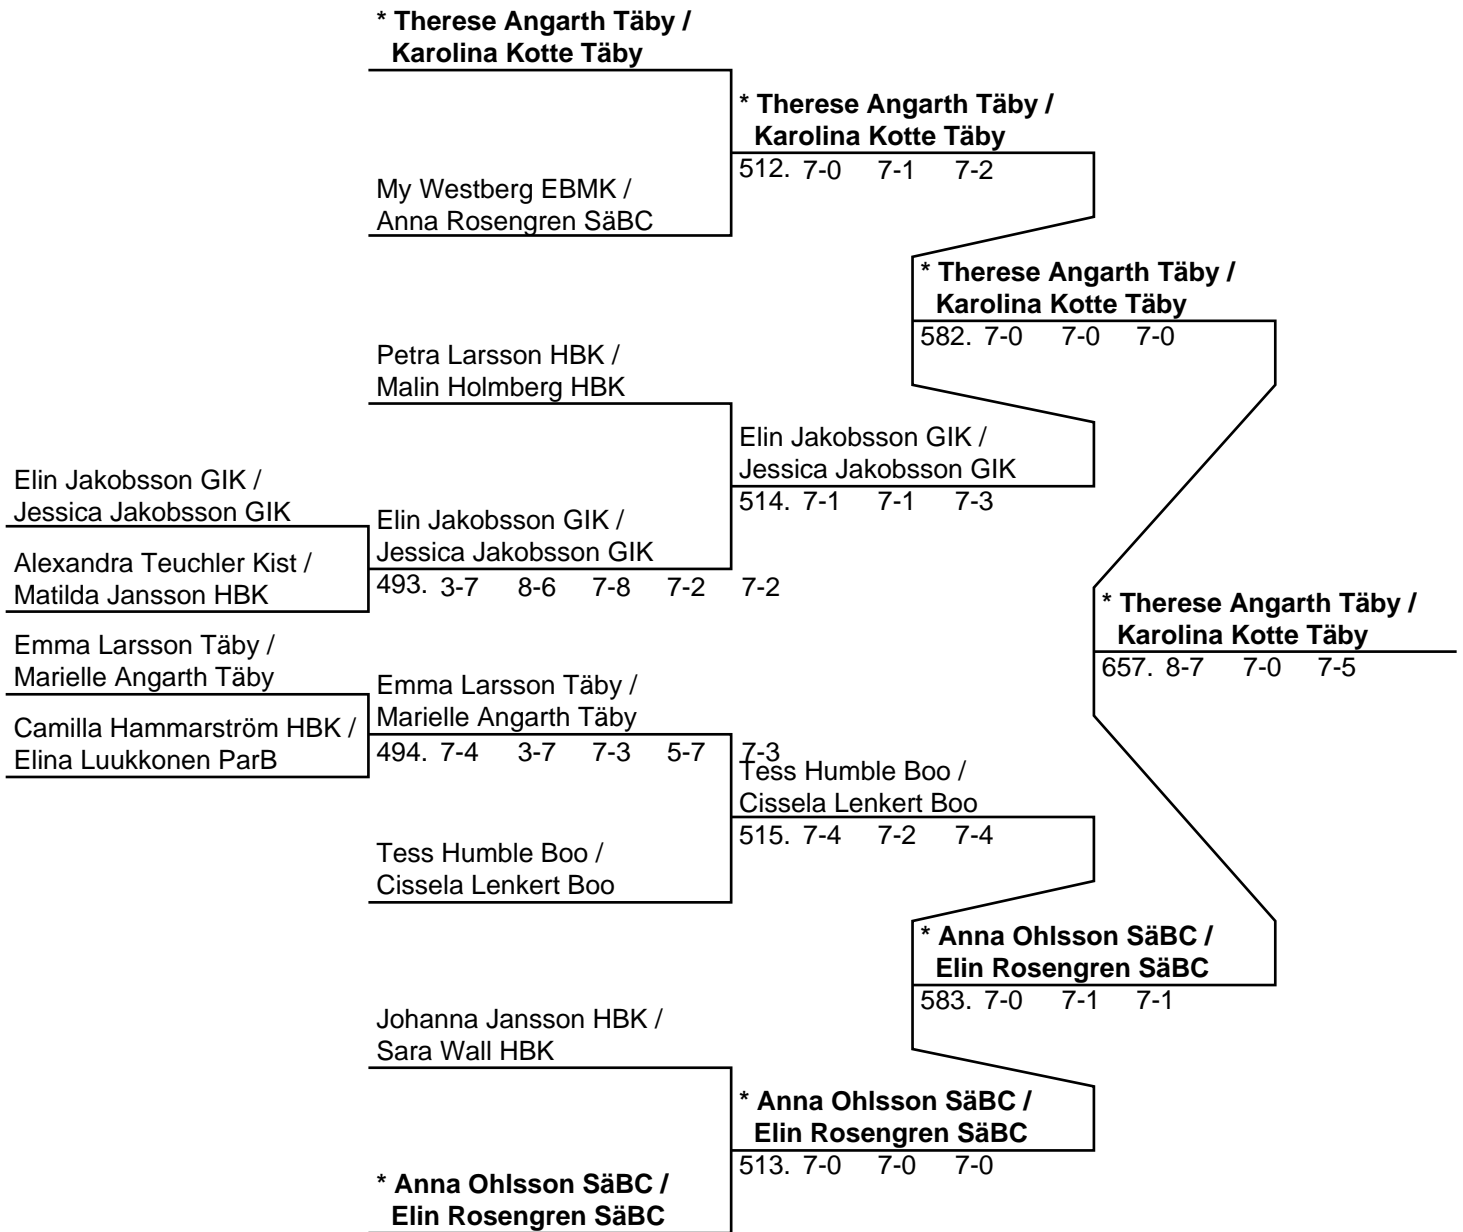 * Therese Angarth Täby /
Karolina Kotte Täby
* Therese Angarth Täby /
Karolina Kotte Täby
512. 7-0 7-1 7-2
My Westberg EBMK /
Anna Rosengren SäBC
* Therese Angarth Täby /
Karolina Kotte Täby
582. 7-0 7-0 7-0
Petra Larsson HBK /
Malin Holmberg HBK
Elin Jakobsson GIK /
Jessica Jakobsson GIK
514. 7-1 7-1 7-3
Elin Jakobsson GIK /
Jessica Jakobsson GIK
Elin Jakobsson GIK /
Jessica Jakobsson GIK
493. 3-7 8-6 7-8 7-2 7-2
Alexandra Teuchler Kist /
Matilda Jansson HBK
* Therese Angarth Täby /
Karolina Kotte Täby
657. 8-7 7-0 7-5
Emma Larsson Täby /
Marielle Angarth Täby
Emma Larsson Täby /
Marielle Angarth Täby
494. 7-4 3-7 7-3 5-7 7-3
Camilla Hammarström HBK /
Elina Luukkonen ParB
Tess Humble Boo /
Cissela Lenkert Boo
515. 7-4 7-2 7-4
Tess Humble Boo /
Cissela Lenkert Boo
* Anna Ohlsson SäBC /
Elin Rosengren SäBC
583. 7-0 7-1 7-1
Johanna Jansson HBK /
Sara Wall HBK
* Anna Ohlsson SäBC /
Elin Rosengren SäBC
513. 7-0 7-0 7-0
* Anna Ohlsson SäBC /
Elin Rosengren SäBC